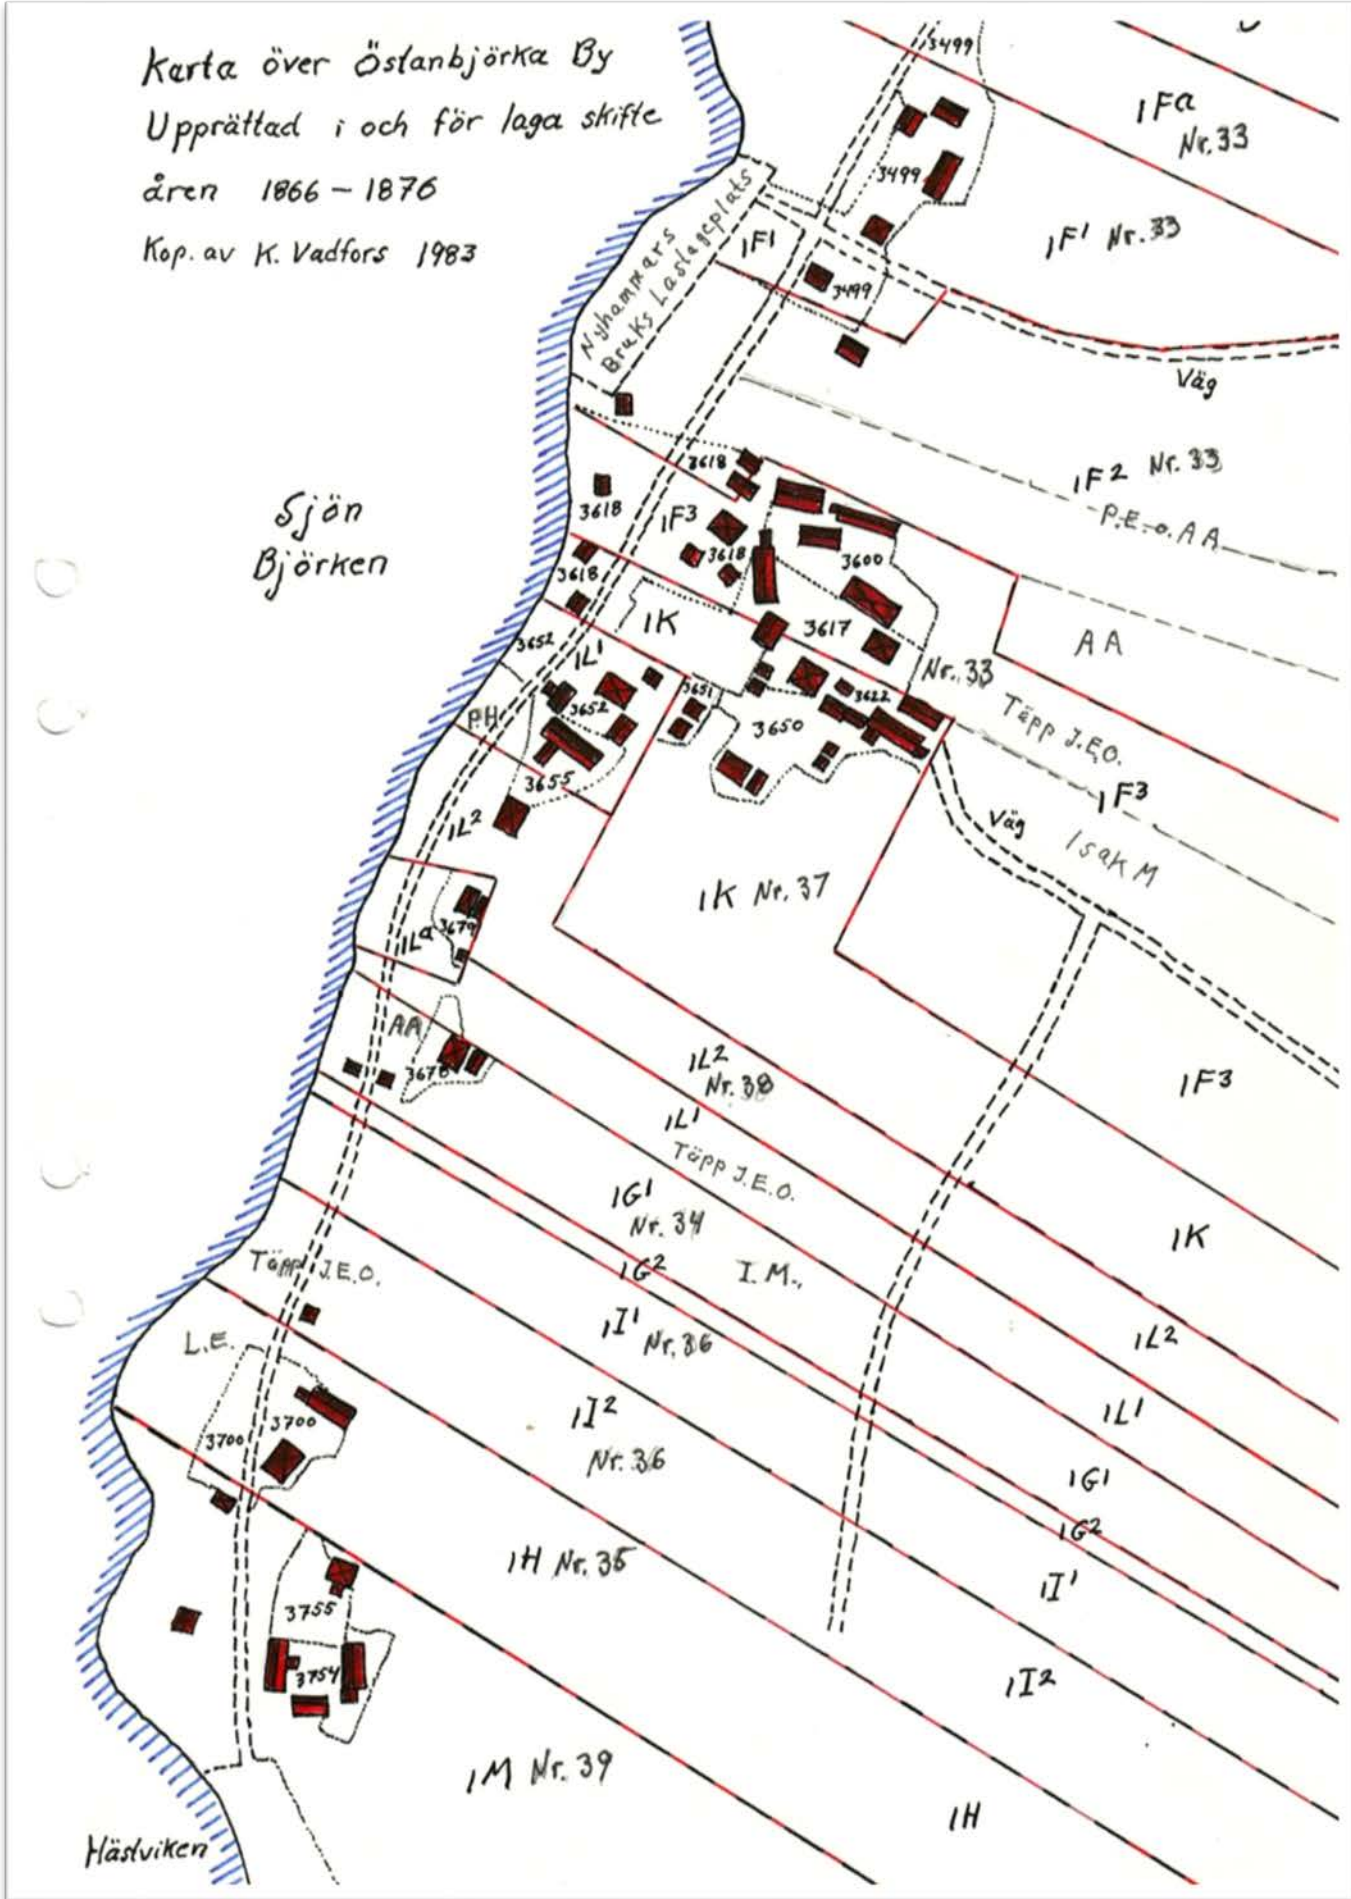 Karta över Östanbjörka By
Upprättad i och för laga skifte
åren 1866 – 1876
Kop. av K. Vadfors 1983
3499
1Fa
Nr. 33
3499
1F1 Nr. 33
Nyhammars
Bruks Lastageplats
1F1
3499
Väg
1F2 Nr. 33
P.E.o. AA
Sjön
Björken
3618
3618
1F3
3618
3600
3618
1K
3617
AA
3652
1L1
Nr. 33
Täpp J.E.O.
3651
3622
3652
3650
P.H
3655
1F3
Väg
Isak M
1L2
1K Nr. 37
3679
1La
AA
3678
1L2
Nr. 38
1F3
1L1
Täpp J.E.O.
1G1
Nr. 34
1K
1G2
I.M.
Täpp J.E.O.
1I1
Nr. 36
1L2
L.E.
1I2
1L1
3700
3700
Nr. 36
1G1
1G2
1H Nr. 35
1I1
3755
3754
1I2
1M Nr. 39
1H
Hästviken